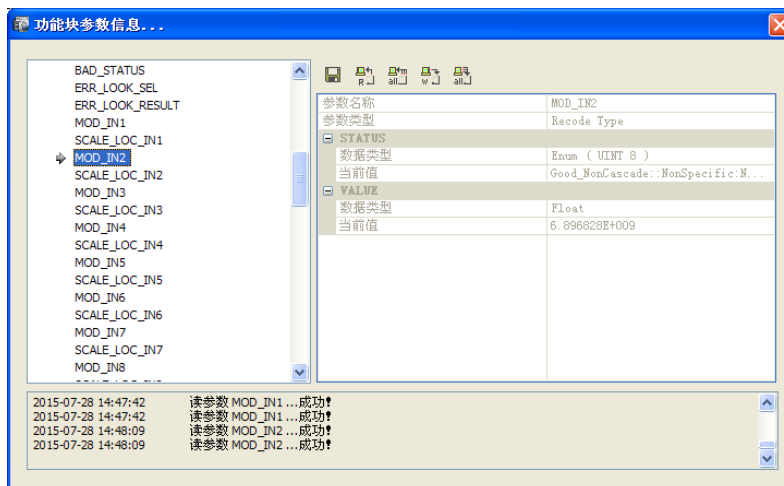 功能块参数信息...
BAD_STATUS
ERR_LOOK_SEL
ERR_LOOK_RESULT
MOD_IN1
SCALE_LOC_IN1
MOD_IN2
SCALE_LOC_IN2
MOD_IN3
SCALE_LOC_IN3
MOD_IN4
SCALE_LOC_IN4
MOD_IN5
SCALE_LOC_IN5
MOD_IN6
SCALE_LOC_IN6
MOD_IN7
SCALE_LOC_IN7
MOD_IN8
R all w all
参数名称 MOD_IN2
参数类型 Recode Type
STATUS
数据类型 Enum ( UINT 8 )
当前值 Good_NonCascade::NonSpecific:N...
VALUE
数据类型 Float
当前值 6.896828E+009
2015-07-28 14:47:42 读参数 MOD_IN1 ...成功!
2015-07-28 14:47:42 读参数 MOD_IN1 ...成功!
2015-07-28 14:48:09 读参数 MOD_IN2 ...成功!
2015-07-28 14:48:09 读参数 MOD_IN2 ...成功!